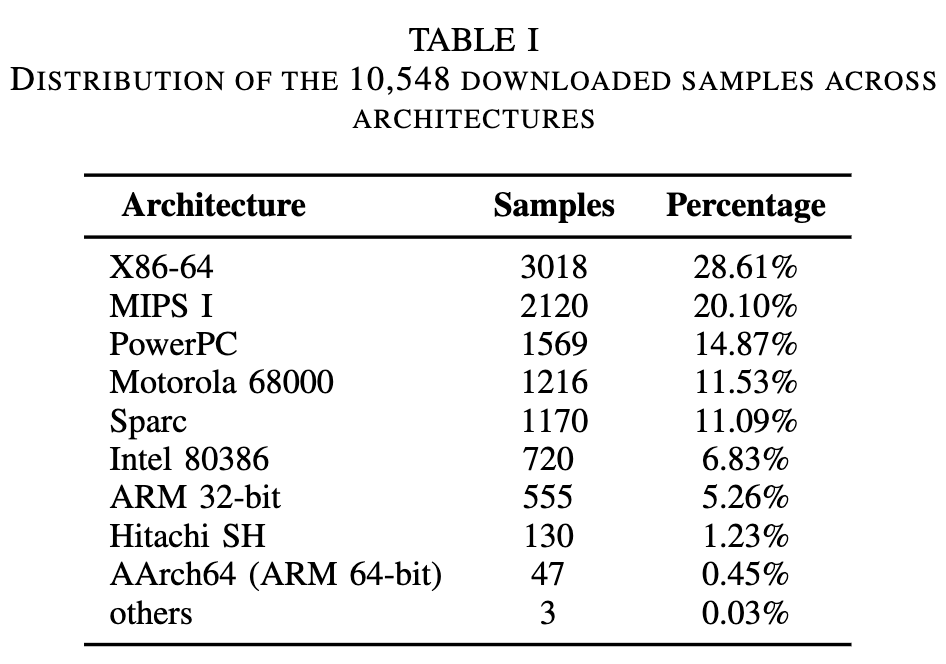 TABLE I
DISTRIBUTION OF THE 10,548 DOWNLOADED SAMPLES ACROSS
ARCHITECTURES
Architecture Samples Percentage
X86-64 3018 28.61%
MIPS I 2120 20.10%
PowerPC 1569 14.87%
Motorola 68000 1216 11.53%
Sparc 1170 11.09%
Intel 80386 720 6.83%
ARM 32-bit 555 5.26%
Hitachi SH 130 1.23%
AArch64 (ARM 64-bit) 47 0.45%
others 3 0.03%